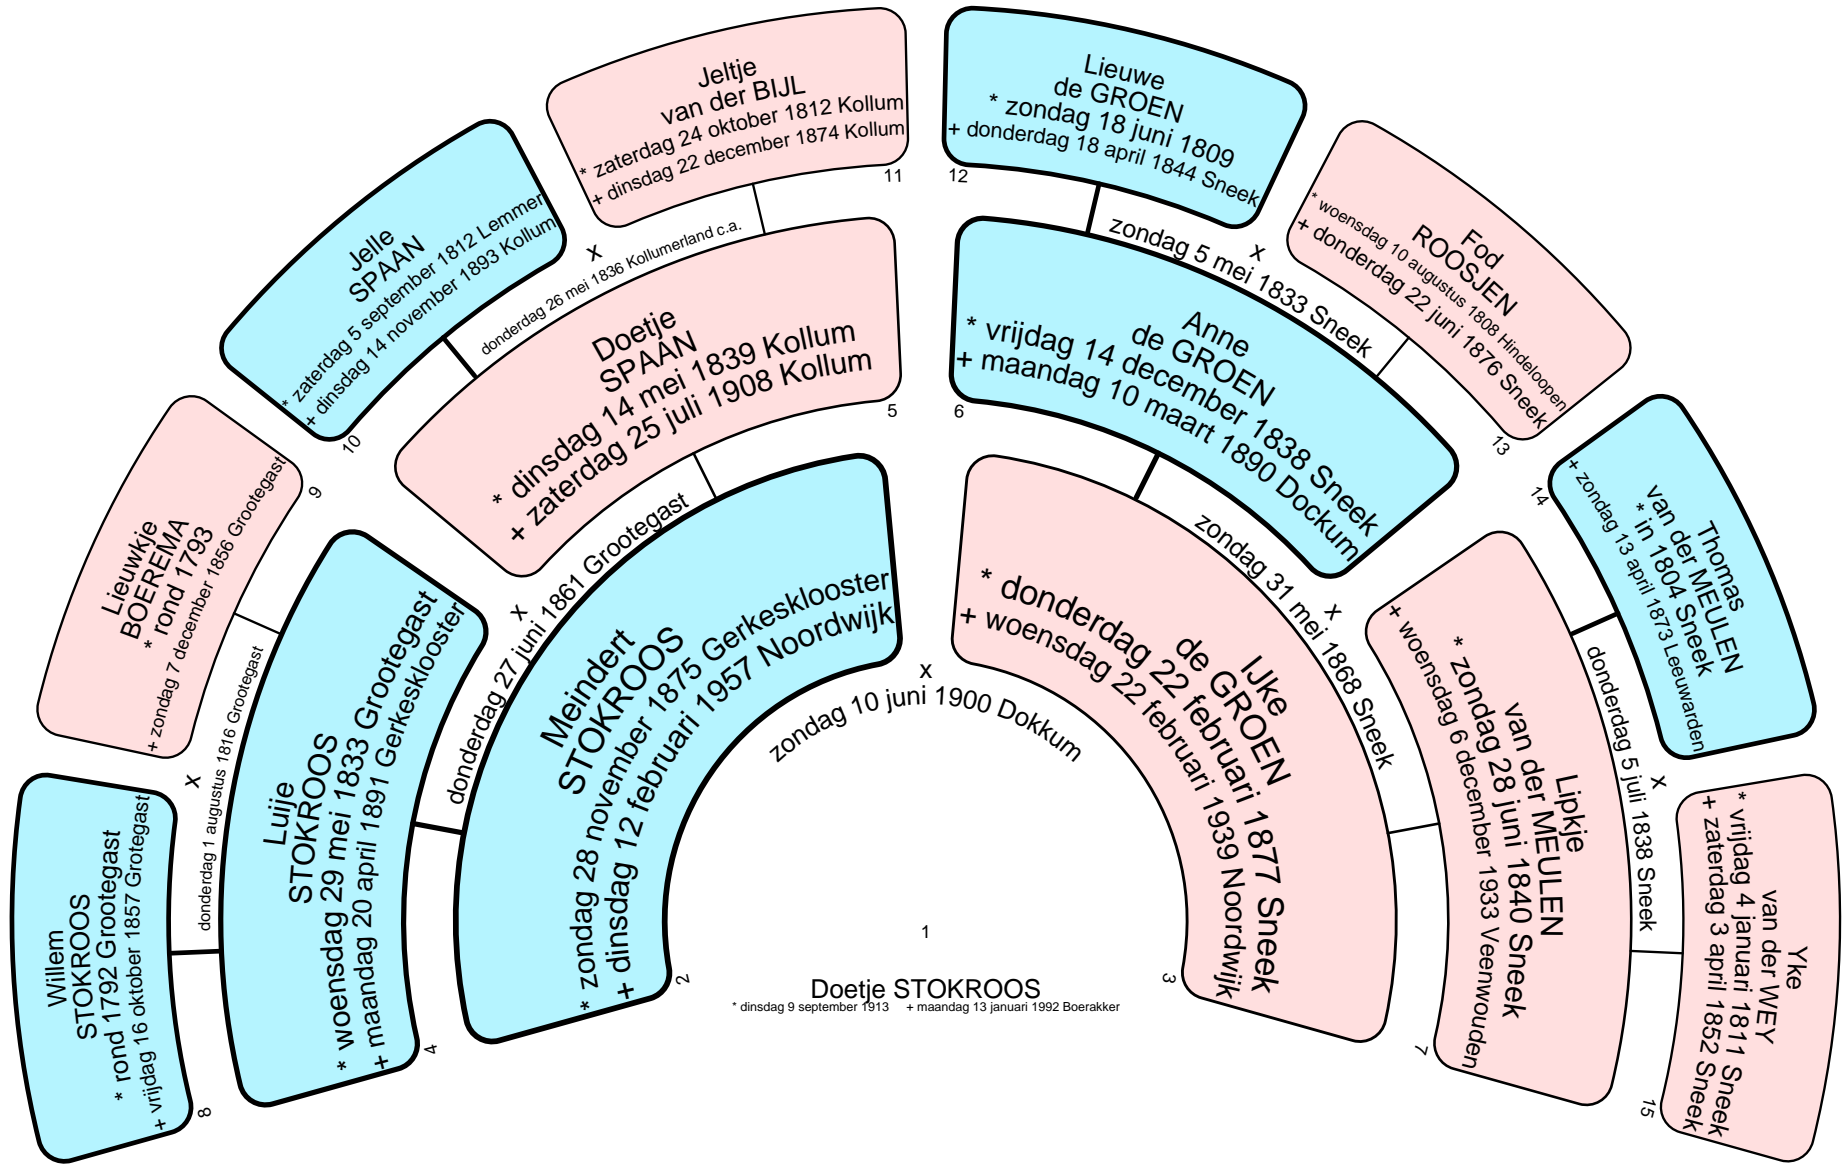 1
Doetje STOKROOS
* dinsdag 9 september 1913 + maandag 13 januari 1992 Boerakker
Meindert
STOKROOS
* zondag 28 november 1875 Gerkesklooster
+ dinsdag 12 februari 1957 Noordwijk
2
x
zondag 10 juni 1900 Dokkum
IJke
de GROEN
* donderdag 22 februari 1877 Sneek
+ woensdag 22 februari 1939 Noordwijk
3
Luije
STOKROOS
* woensdag 29 mei 1833 Grootegast
+ maandag 20 april 1891 Gerkesklooster
4
x
donderdag 27 juni 1861 Grootegast
Doetje
SPAAN
* dinsdag 14 mei 1839 Kollum
+ zaterdag 25 juli 1908 Kollum
5
Anne
de GROEN
* vrijdag 14 december 1838 Sneek
+ maandag 10 maart 1890 Dockum
6
x
zondag 31 mei 1868 Sneek
Lipkje
van der MEULEN
* zondag 28 juni 1840 Sneek
+ woensdag 6 december 1933 Veenwouden
7
Willem
STOKROOS
* rond 1792 Grootegast
+ vrijdag 16 oktober 1857 Grotegast
8
x
donderdag 1 augustus 1816 Grootegast
Lieuwkje
BOEREMA
* rond 1793
+ zondag 7 december 1856 Grootegast
9
Jelle
SPAAN
* zaterdag 5 september 1812 Lemmer
+ dinsdag 14 november 1893 Kollum
10
x
donderdag 26 mei 1836 Kollumerland c.a.
Jeltje
van der BIJL
* zaterdag 24 oktober 1812 Kollum
+ dinsdag 22 december 1874 Kollum
11
Lieuwe
de GROEN
* zondag 18 juni 1809
+ donderdag 18 april 1844 Sneek
12
x
zondag 5 mei 1833 Sneek
Fod
ROOSJEN
* woensdag 10 augustus 1808 Hindeloopen
+ donderdag 22 juni 1876 Sneek
13
Thomas
van der MEULEN
* in 1804 Sneek
+ zondag 13 april 1873 Leeuwarden
14
x
donderdag 5 juli 1838 Sneek
Yke
van der WEY
* vrijdag 4 januari 1811 Sneek
+ zaterdag 3 april 1852 Sneek
15